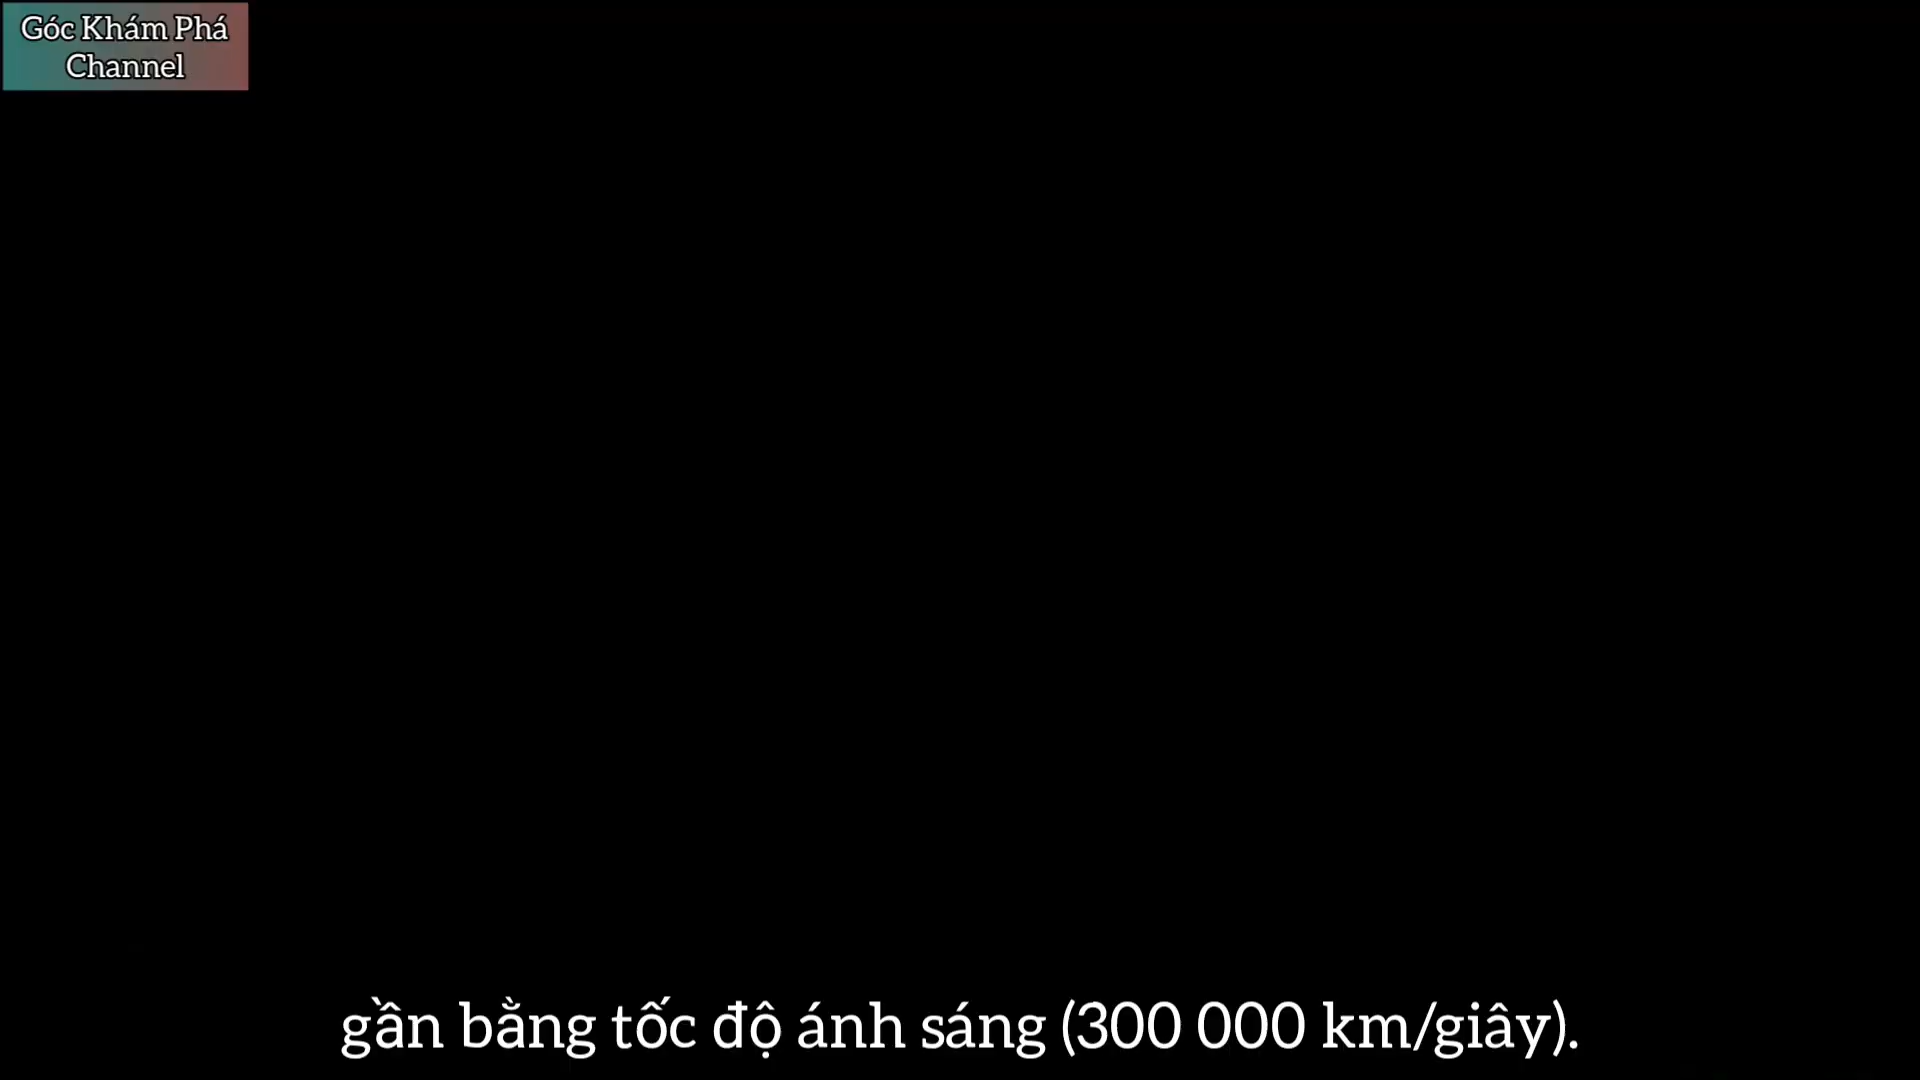 Góc Khám Phá
Channel
gần bằng tốc độ ánh sáng (300 000 km/giây).